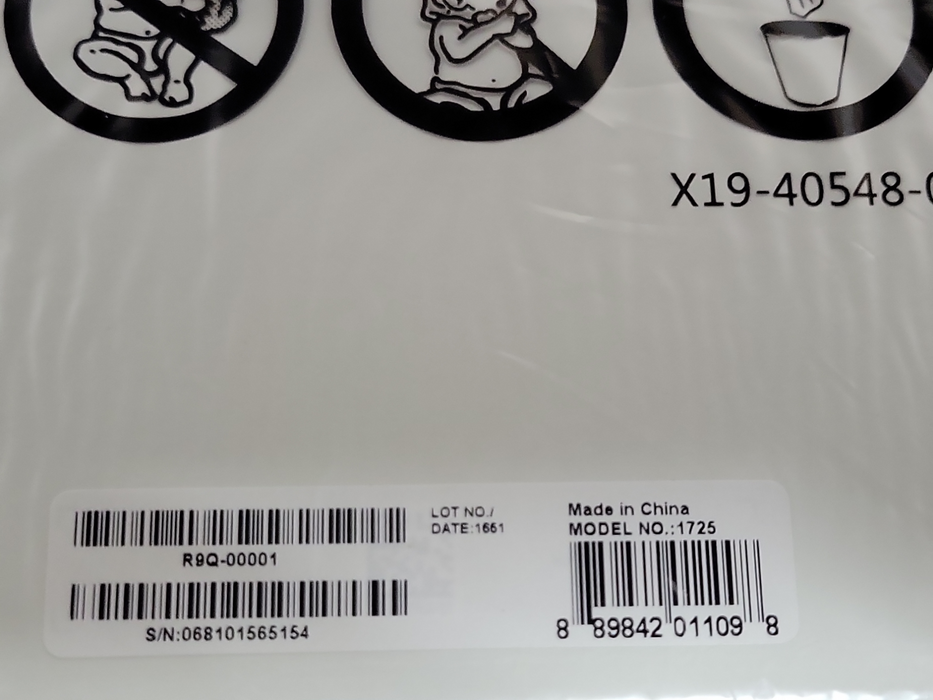 X19-40548-
R9Q-00001
S/N:068101565154
LOT NO./
DATE:1651
Made in China
MODEL NO.:1725
8 89842 01109 8